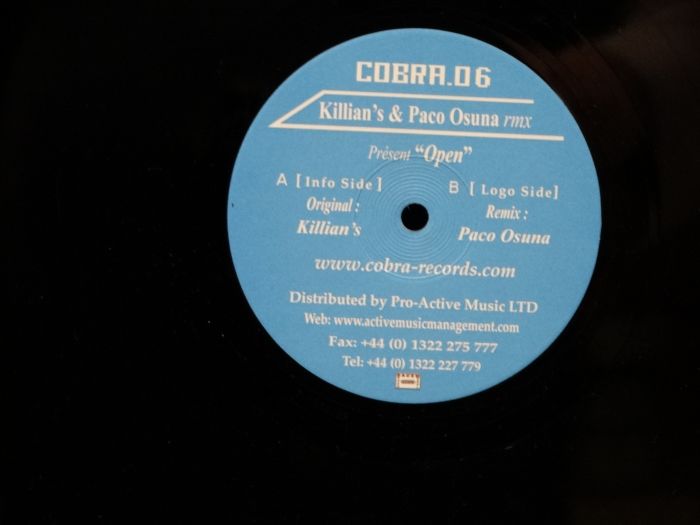 COBRA.06
Killian's & Paco Osuna rmx
Présent "Open"
A [ Info Side ] B [ Logo Side]
Original : Remix :
Killian's Paco Osuna
www.cobra-records.com
Distributed by Pro-Active Music LTD
Web: www.activemusicmanagement.com
Fax: +44 (0) 1322 275 777
Tel: +44 (0) 1322 227 779